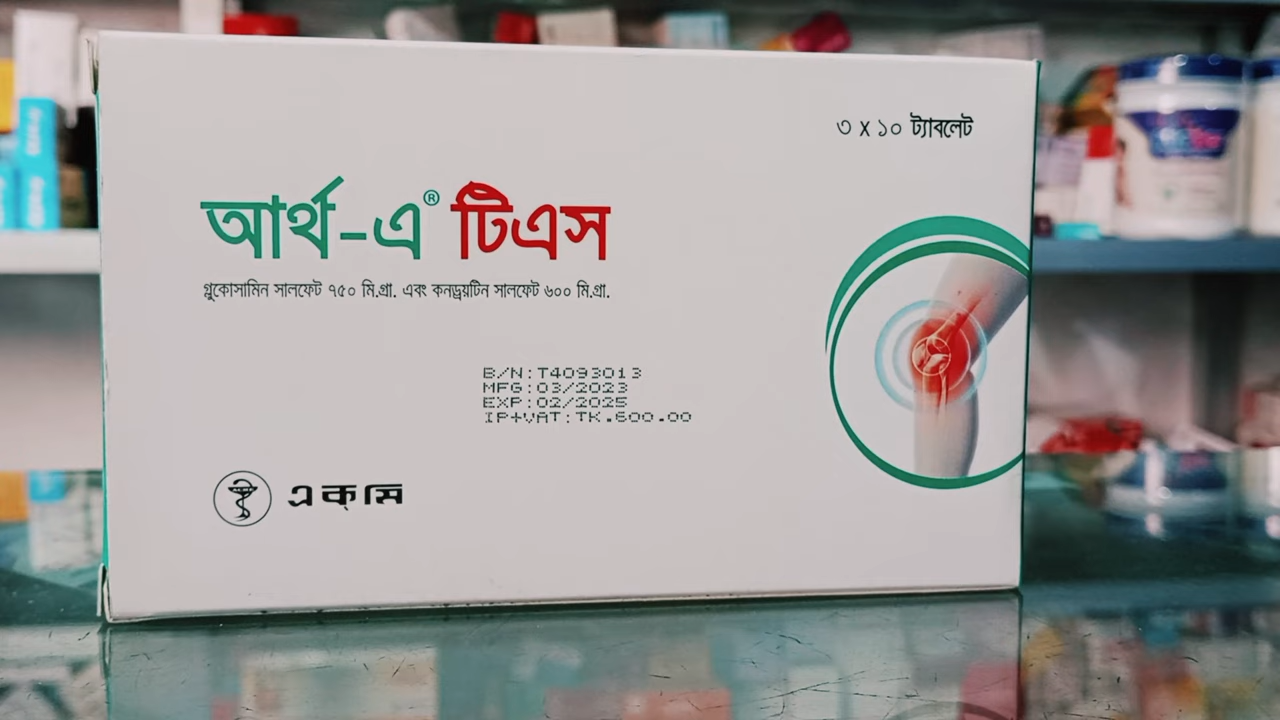 ৩ x ১০ ট্যাবলেট
আর্থ-এ® টিএস
গ্লুকোসামিন সালফেট ৭৫০ মি.গ্রা. এবং কনড্রয়টিন সালফেট ৬০০ মি.গ্রা.
B/N:T4093013
MFG:03/2023
EXP:02/2025
IP+VAT:TK.600.00
এক্‌মি